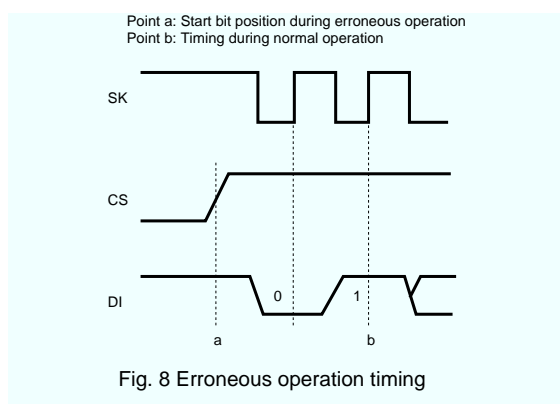 Point a: Start bit position during erroneous operation
Point b: Timing during normal operation
SK
CS
DI
0
1
a
b
Fig. 8 Erroneous operation timing